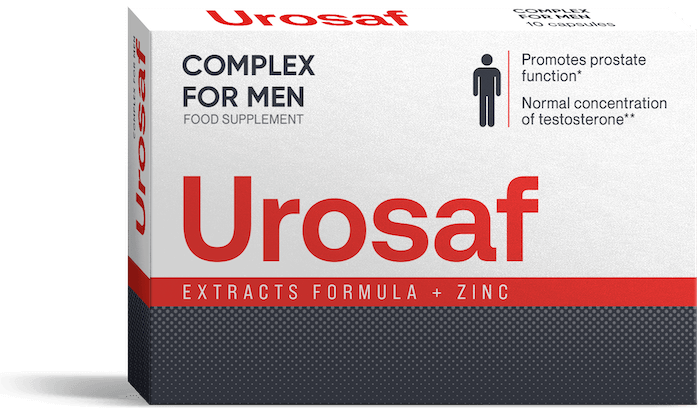 Urosaf
COMPLEX
FOR MEN
10 capsules
COMPLEX FOR MEN
Urosaf
COMPLEX
FOR MEN
FOOD SUPPLEMENT
Promotes prostate
function*
Normal concentration
of testosterone**
Urosaf
EXTRACTS FORMULA + ZINC